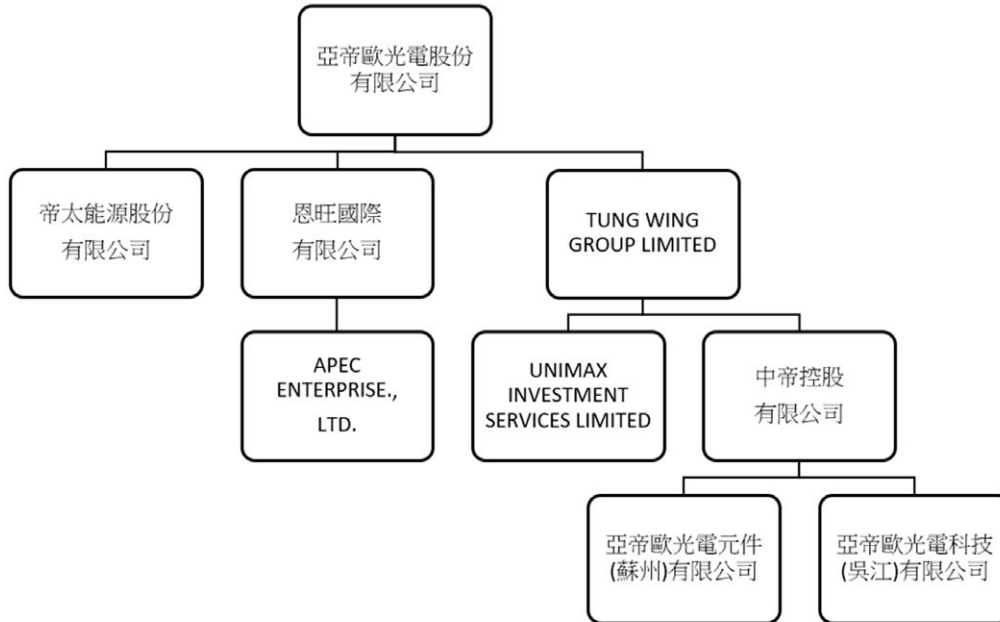 亞帝歐光電股份
有限公司
帝太能源股份
有限公司
恩旺國際
有限公司
TUNG WING
GROUP LIMITED
APEC
ENTERPRISE.,
LTD.
UNIMAX
INVESTMENT
SERVICES LIMITED
中帝控股
有限公司
亞帝歐光電元件
(蘇州)有限公司
亞帝歐光電科技
(吳江)有限公司